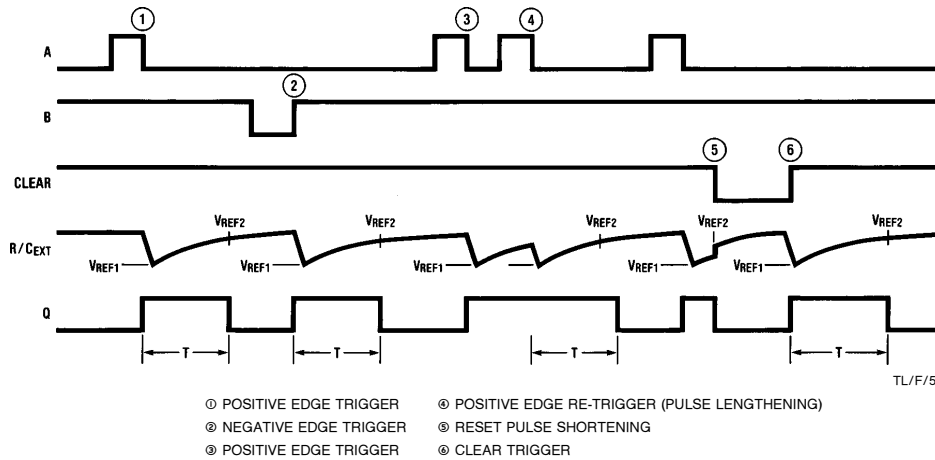 ① ③ ④
A
②
B
⑤ ⑥
CLEAR
VREF2 VREF2 VREF2 VREF2 VREF2
R/CEXT
VREF1 VREF1 VREF1 VREF1 VREF1
Q
T T T T
TL/F/5
① POSITIVE EDGE TRIGGER ④ POSITIVE EDGE RE-TRIGGER (PULSE LENGTHENING)
② NEGATIVE EDGE TRIGGER ⑤ RESET PULSE SHORTENING
③ POSITIVE EDGE TRIGGER ⑥ CLEAR TRIGGER